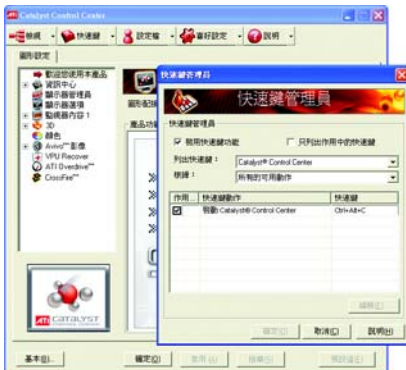 Catalyst Control Center
檢視
快速鍵
設定檔
喜好設定
說明
圖形設定
歡迎您使用本產品
資訊中心
顯示器管理員
顯示器選項
監視器內容 1
3D
顏色
Avivo™ 影像
VPU Recover
ATI Overdrive™
CrossFire™
快速鍵管理員
快速鍵管理員
快速鍵管理員
啟用快速鍵功能
只列出作用中的快速鍵
列出快速鍵：
Catalyst® Control Center
根據：
所有的可用動作
作用...
快速鍵動作
快速鍵
啟動 Catalyst® Control Center
Ctrl+Alt+C
編輯(E)
確定(O)
取消(C)
說明(H)
ATI CATALYST
CONTROL CENTER
基本(B)...
確定(O)
套用(A)
預設值(E)